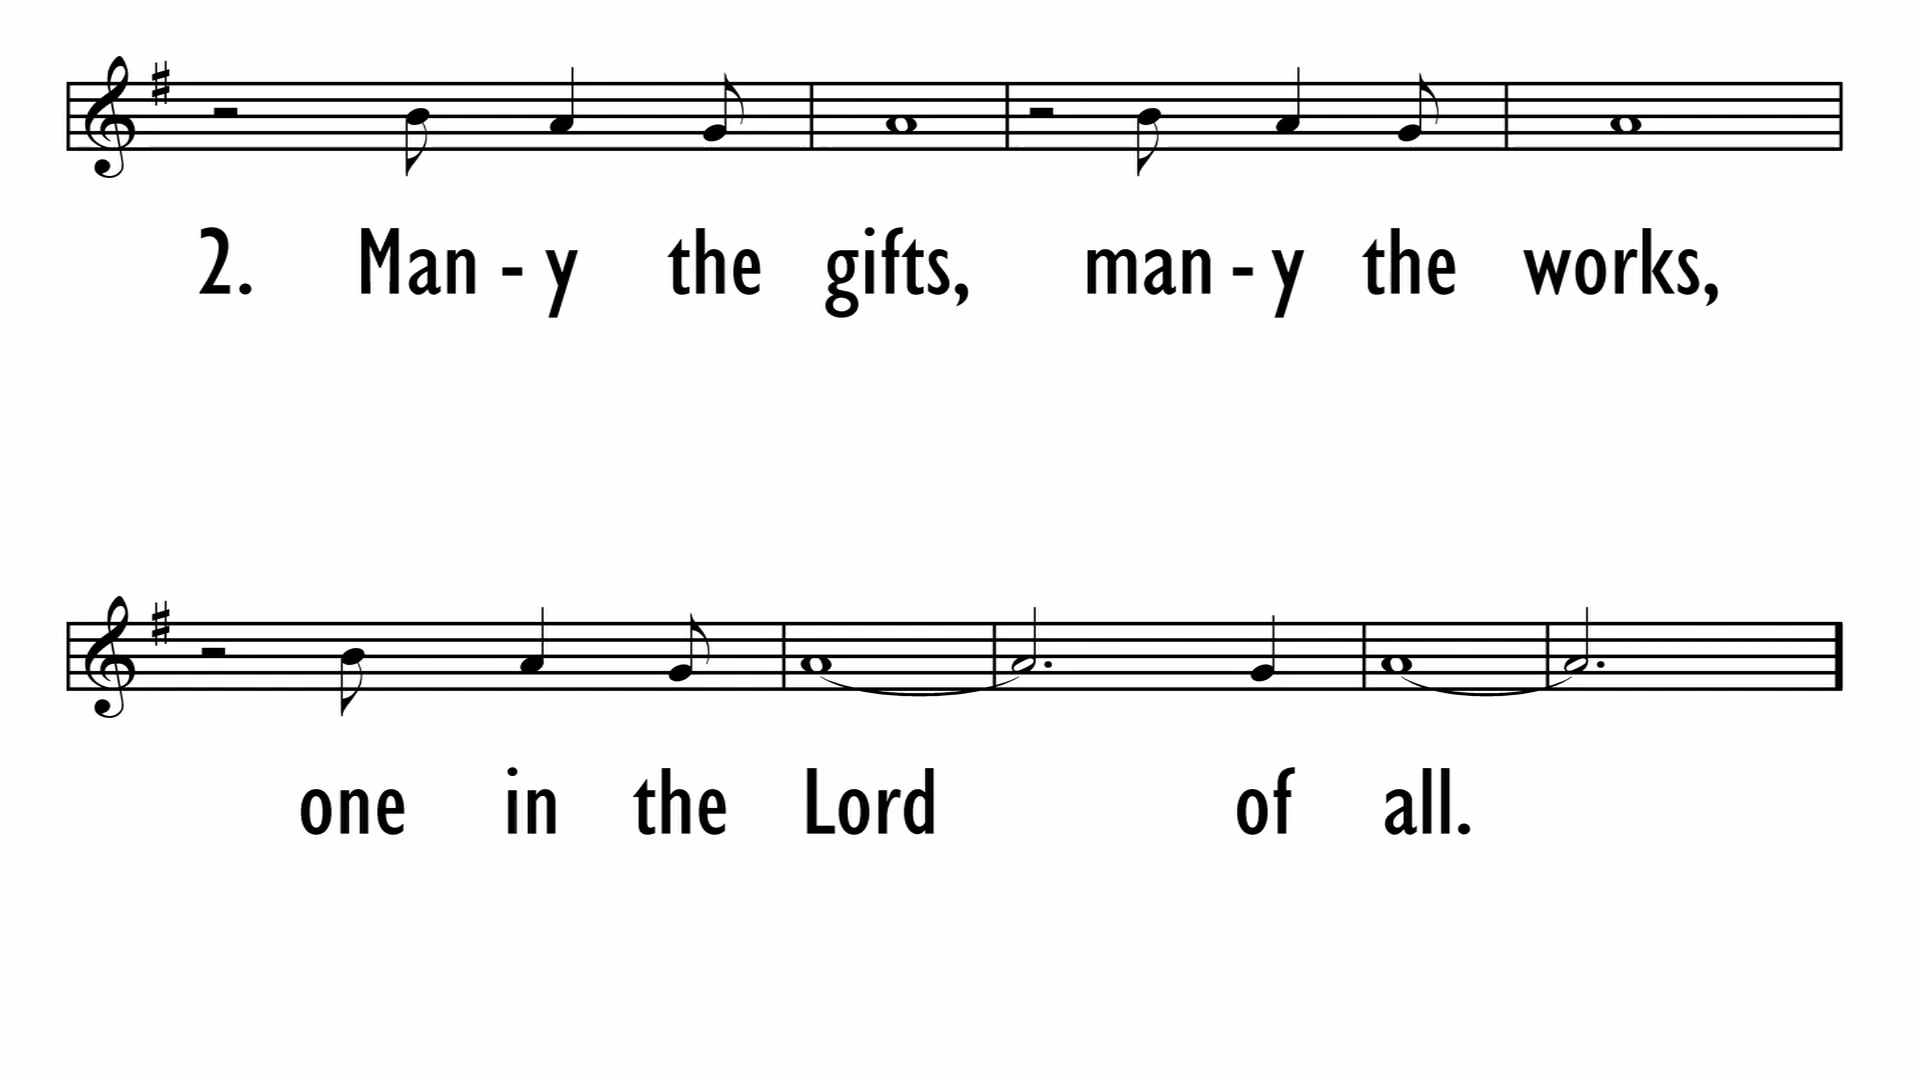 2. Man - y the gifts, man - y the works,
one in the Lord of all.